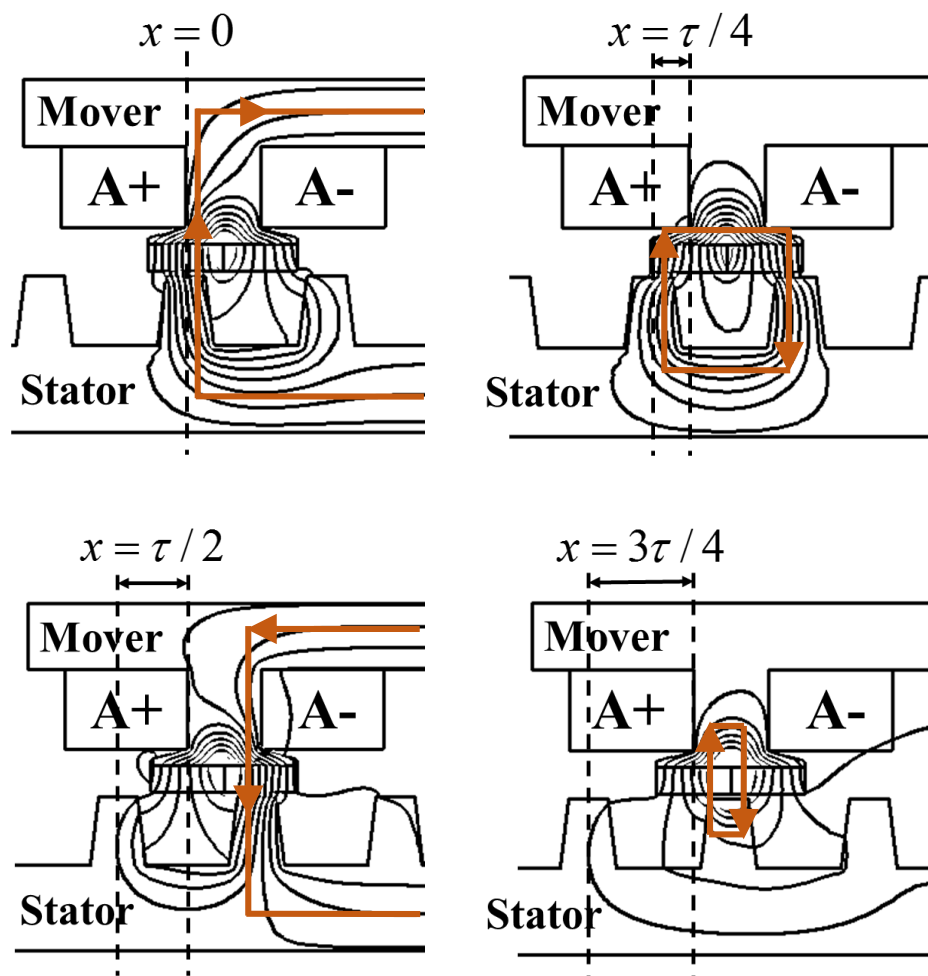 x = 0
Mover
A+ A-
Stator
x = τ / 4
Mover
A+ A-
Stator
x = τ / 2
Mover
A+ A-
Stator
x = 3τ / 4
Mover
A+ A-
Stator